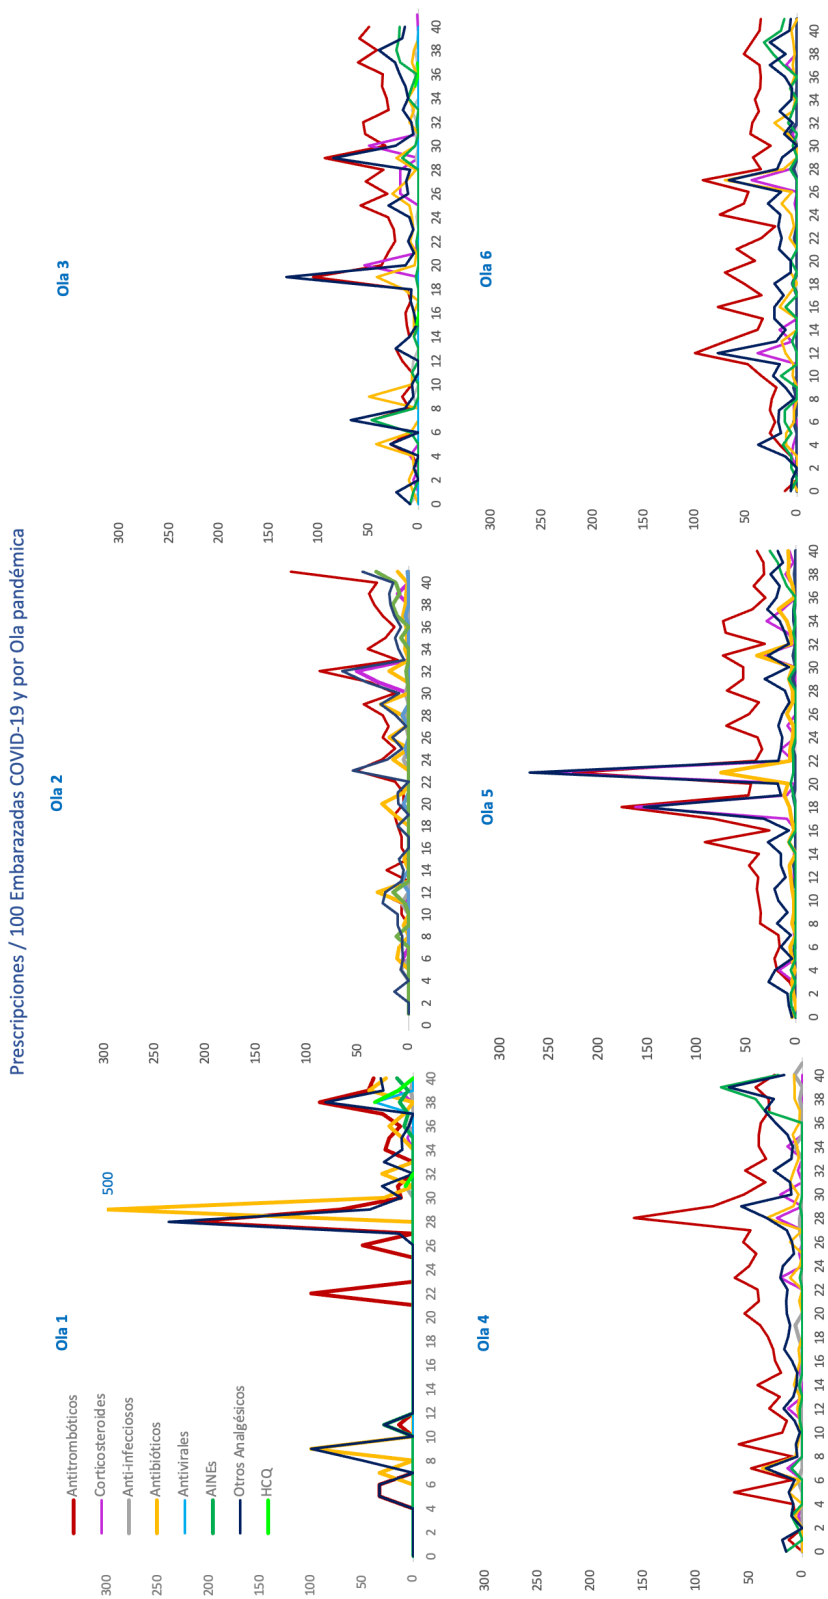 Prescripciones / 100 Embarazadas COVID-19 y por Ola pandémica
Ola 1
Antitrombóticos
Corticosteroides
Anti-infecciosos
Antibióticos
Antivirales
AINEs
Otros Analgésicos
HCQ
500
300
250
200
150
100
50
0
0 2 4 6 8 10 12 14 16 18 20 22 24 26 28 30 32 34 36 38 40
Ola 2
300
250
200
150
100
50
0
0 2 4 6 8 10 12 14 16 18 20 22 24 26 28 30 32 34 36 38 40
Ola 3
300
250
200
150
100
50
0
0 2 4 6 8 10 12 14 16 18 20 22 24 26 28 30 32 34 36 38 40
Ola 4
300
250
200
150
100
50
0
0 2 4 6 8 10 12 14 16 18 20 22 24 26 28 30 32 34 36 38 40
Ola 5
300
250
200
150
100
50
0
0 2 4 6 8 10 12 14 16 18 20 22 24 26 28 30 32 34 36 38 40
Ola 6
300
250
200
150
100
50
0
0 2 4 6 8 10 12 14 16 18 20 22 24 26 28 30 32 34 36 38 40